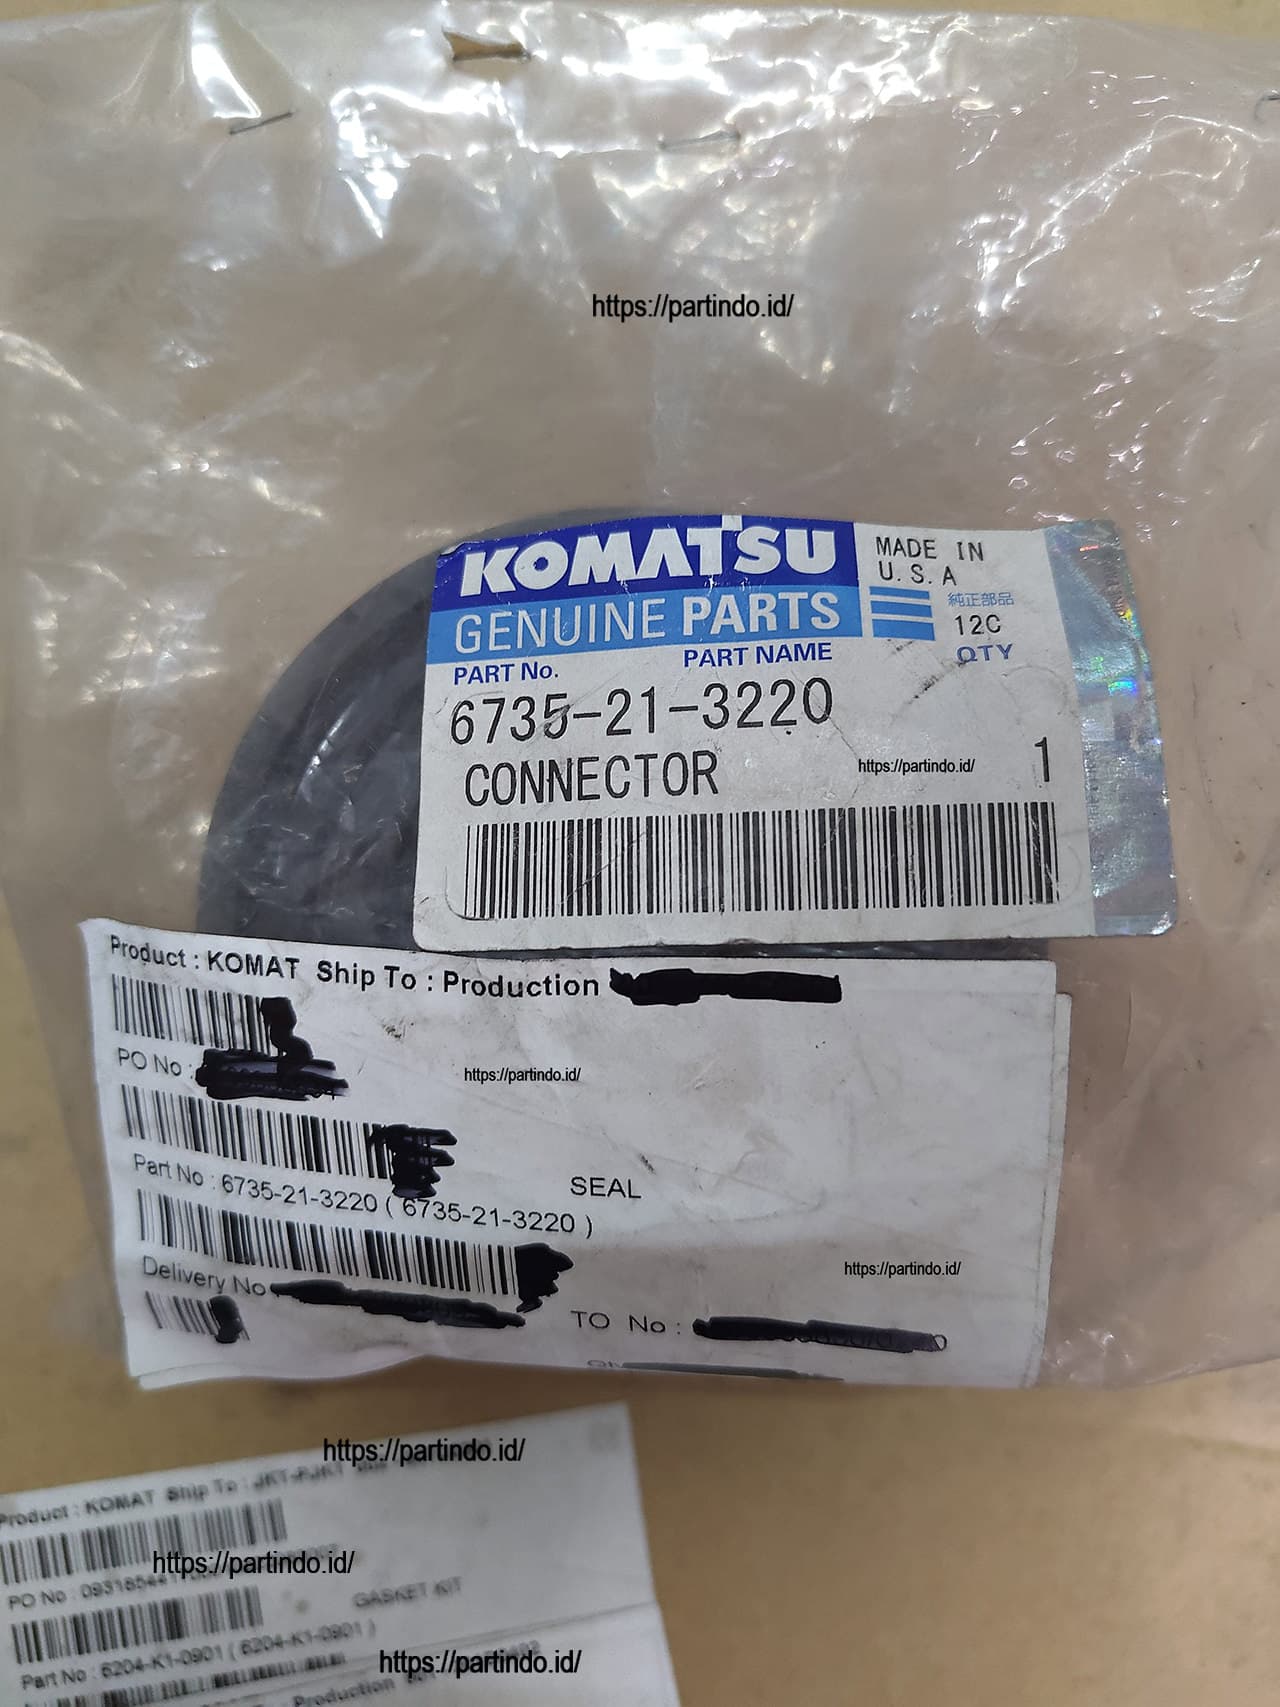 https://partindo.id/
KOMATSU
GENUINE PARTS
MADE IN
U.S.A
純正部品
12C
PART No.
PART NAME
QTY
6735-21-3220
CONNECTOR
https://partindo.id/
1
Product : KOMAT Ship To : Production
PO No :
https://partindo.id/
SEAL
Part No : 6735-21-3220 ( 6735-21-3220 )
https://partindo.id/
Delivery No
TO No :
https://partindo.id/
Product : KOMAT Ship To :
https://partindo.id/
PO No :
GASKET KIT
Part No : 6204-K1-0901 ( 6204-K1-0901 )
https://partindo.id/
Production